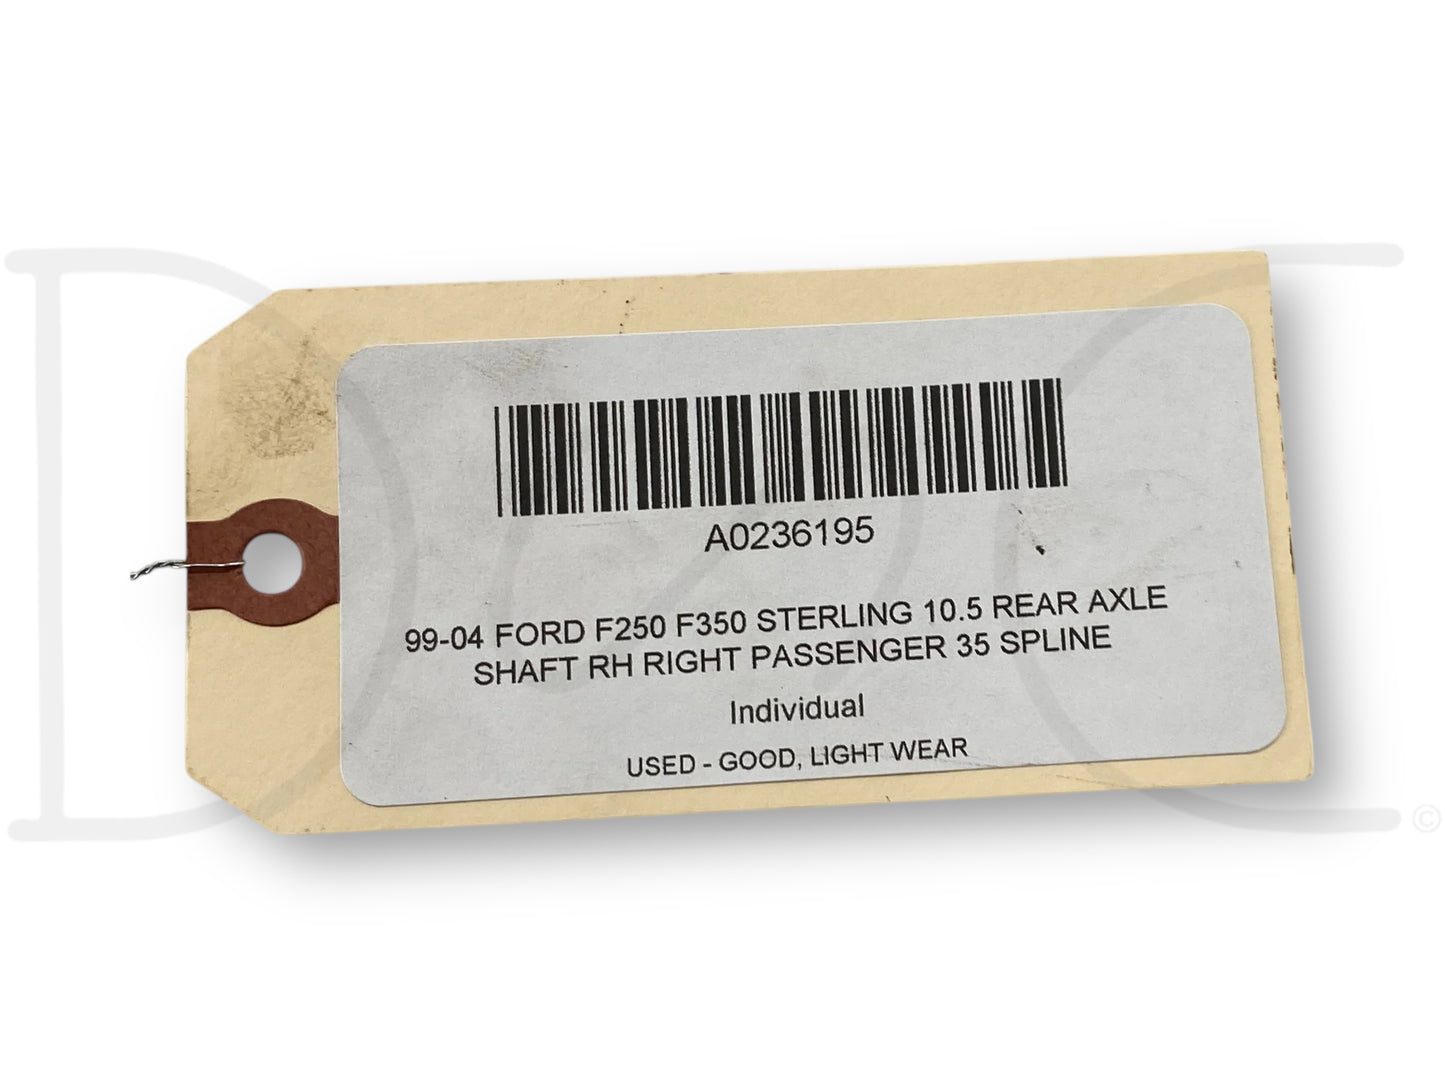 A0236195
99-04 FORD F250 F350 STERLING 10.5 REAR AXLE
SHAFT RH RIGHT PASSENGER 35 SPLINE
Individual
USED - GOOD, LIGHT WEAR
©